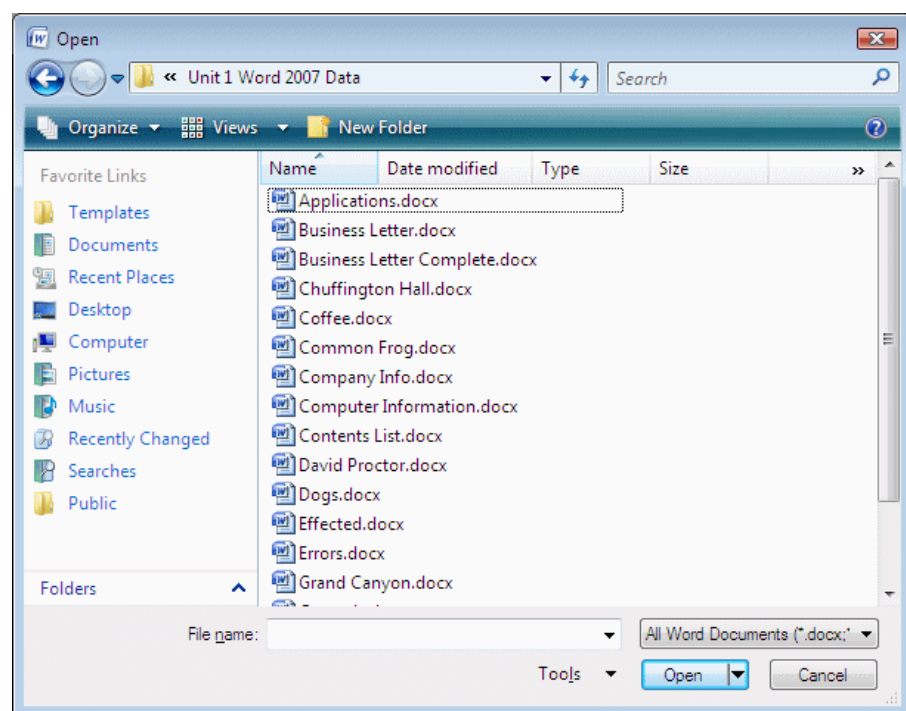 Open
« Unit 1 Word 2007 Data
Search
Organize Views New Folder
Favorite Links
Templates
Documents
Recent Places
Desktop
Computer
Pictures
Music
Recently Changed
Searches
Public
Folders
Name Date modified Type Size »
Applications.docx
Business Letter.docx
Business Letter Complete.docx
Chuffington Hall.docx
Coffee.docx
Common Frog.docx
Company Info.docx
Computer Information.docx
Contents List.docx
David Proctor.docx
Dogs.docx
Effected.docx
Errors.docx
Grand Canyon.docx
File name:
All Word Documents (*.docx;*
Tools Open Cancel